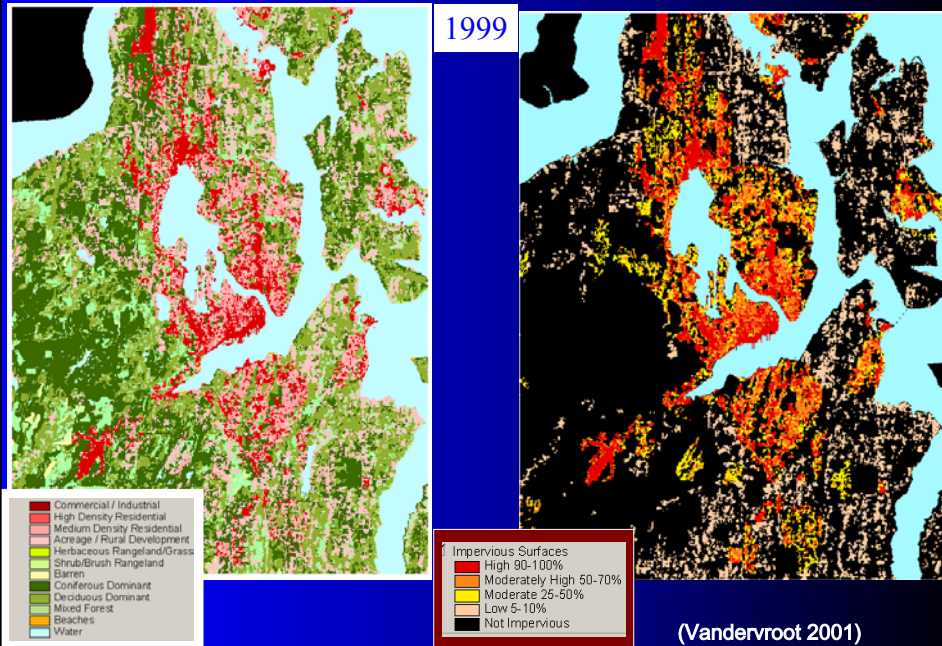 1999
Commercial / Industrial
High Density Residential
Medium Density Residential
Acreage / Rural Development
Herbaceous Rangeland/Grass
Shrub/Brush Rangeland
Barren
Coniferous Dominant
Deciduous Dominant
Mixed Forest
Beaches
Water
Impervious Surfaces
High 90-100%
Moderately High 50-70%
Moderate 25-50%
Low 5-10%
Not Impervious
(Vandervroot 2001)